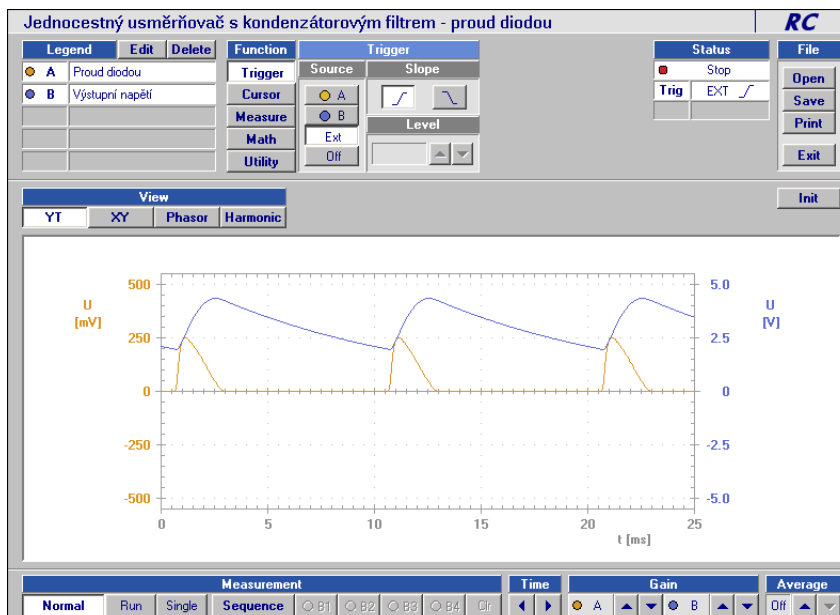 Jednocestný usměrňovač s kondenzátorovým filtrem - proud diodou
RC
Legend Edit Delete
A Proud diodou
B Výstupní napětí
Function
Trigger
Cursor
Measure
Math
Utility
Trigger
Source Slope
A
B
Ext
Off
Level
Status
Stop
Trig EXT
File
Open
Save
Print
Exit
View
YT XY Phasor Harmonic
Init
500
250
0
-250
-500
U
[mV]
5.0
2.5
0
-2.5
-5.0
U
[V]
0 5 10 15 20 25
t [ms]
Measurement
Normal Run Single Sequence B1 B2 B3 B4 Clr
Time
Gain
A B
Average
Off